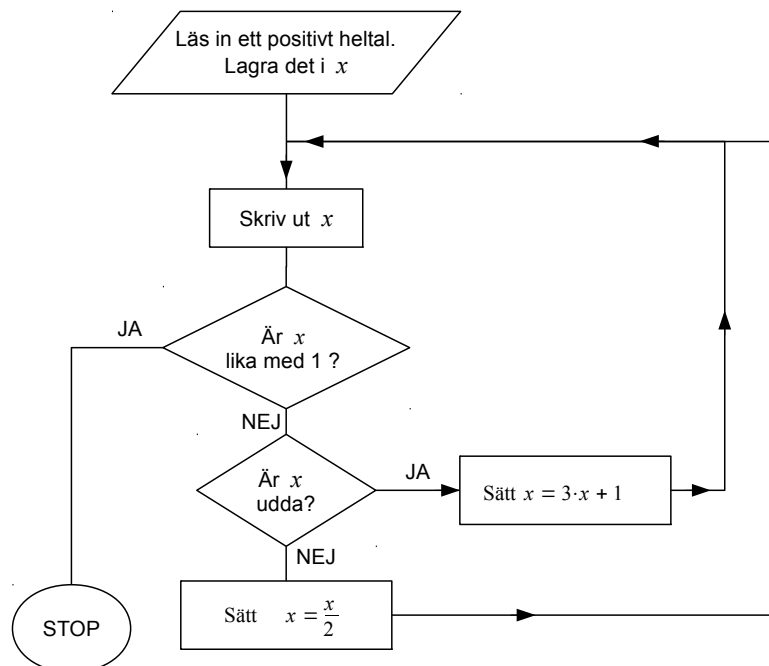 Läs in ett positivt heltal.
Lagra det i x
Skriv ut x
JA
Är x
lika med 1 ?
NEJ
Är x
udda?
JA
Sätt x = 3·x + 1
NEJ
Sätt x = x/2
STOP